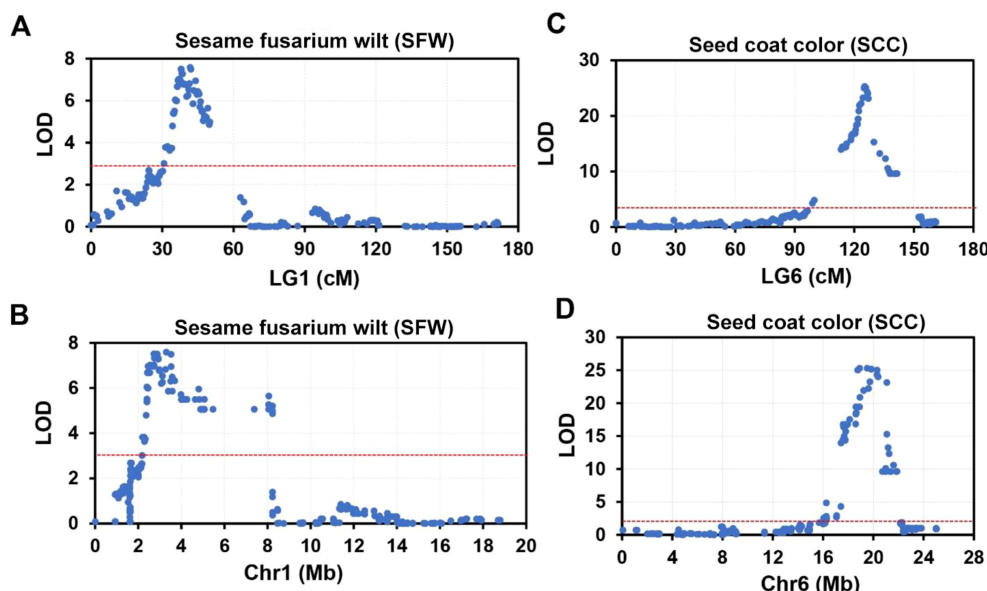 A
Sesame fusarium wilt (SFW)
8
6
4
2
0
LOD
0 30 60 90 120 150 180
LG1 (cM)
B
Sesame fusarium wilt (SFW)
8
6
4
2
0
LOD
0 2 4 6 8 10 12 14 16 18 20
Chr1 (Mb)
C
Seed coat color (SCC)
30
20
10
0
LOD
0 30 60 90 120 150 180
LG6 (cM)
D
Seed coat color (SCC)
30
25
20
15
10
5
0
LOD
0 4 8 12 16 20 24 28
Chr6 (Mb)